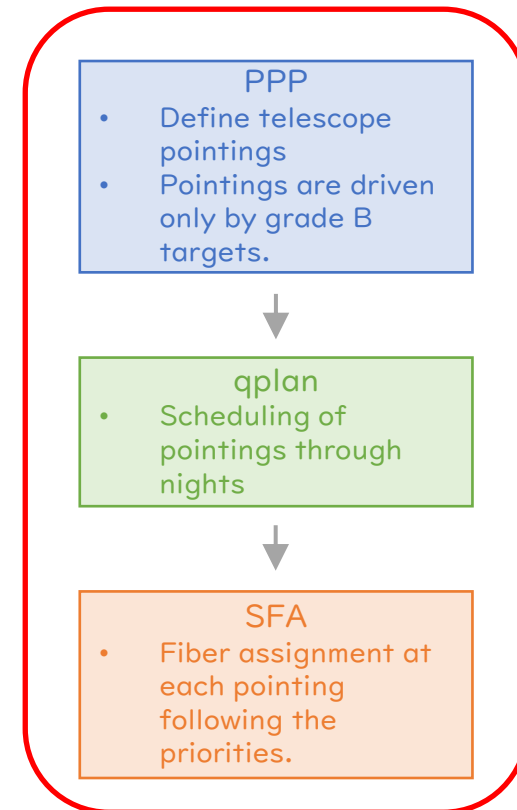 PPP
• Define telescope
pointings
• Pointings are driven
only by grade B
targets.
qplan
• Scheduling of
pointings through
nights
SFA
• Fiber assignment at
each pointing
following the
priorities.